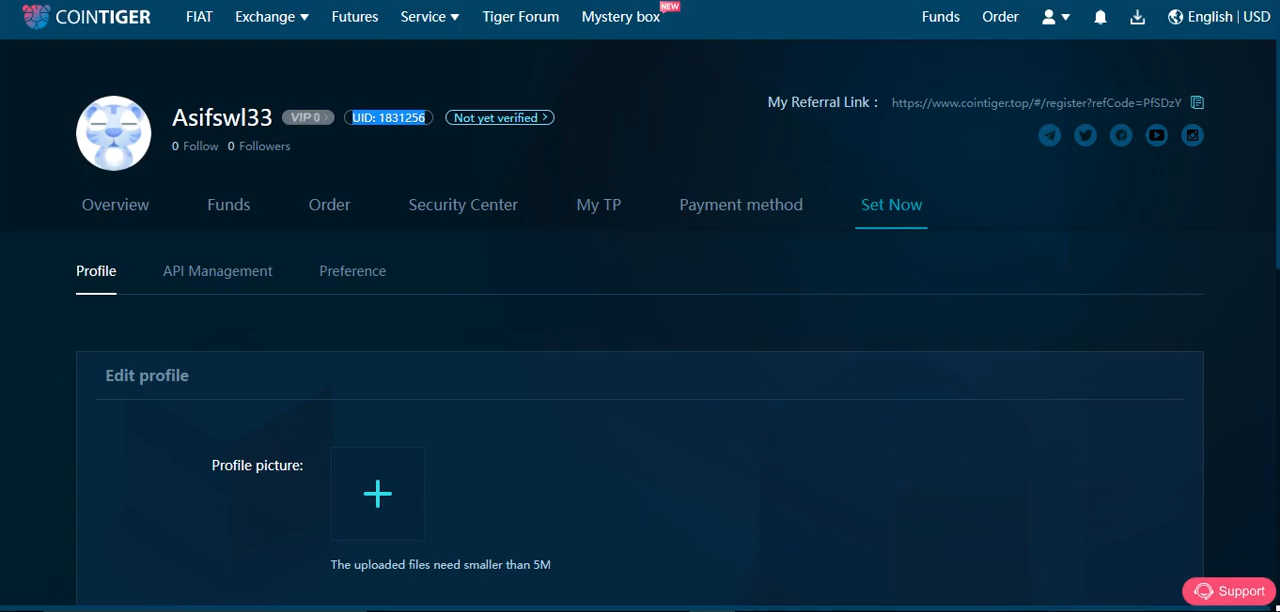 COINTIGER FIAT Exchange Futures Service Tiger Forum Mystery box NEW Funds Order English | USD
My Referral Link : https://www.cointiger.top/#/register?refCode=PfSDzY
Asifswl33 VIP 0 UID: 1831256 Not yet verified
0 Follow 0 Followers
Overview Funds Order Security Center My TP Payment method Set Now
Profile API Management Preference
Edit profile
Profile picture:
The uploaded files need smaller than 5M
Support